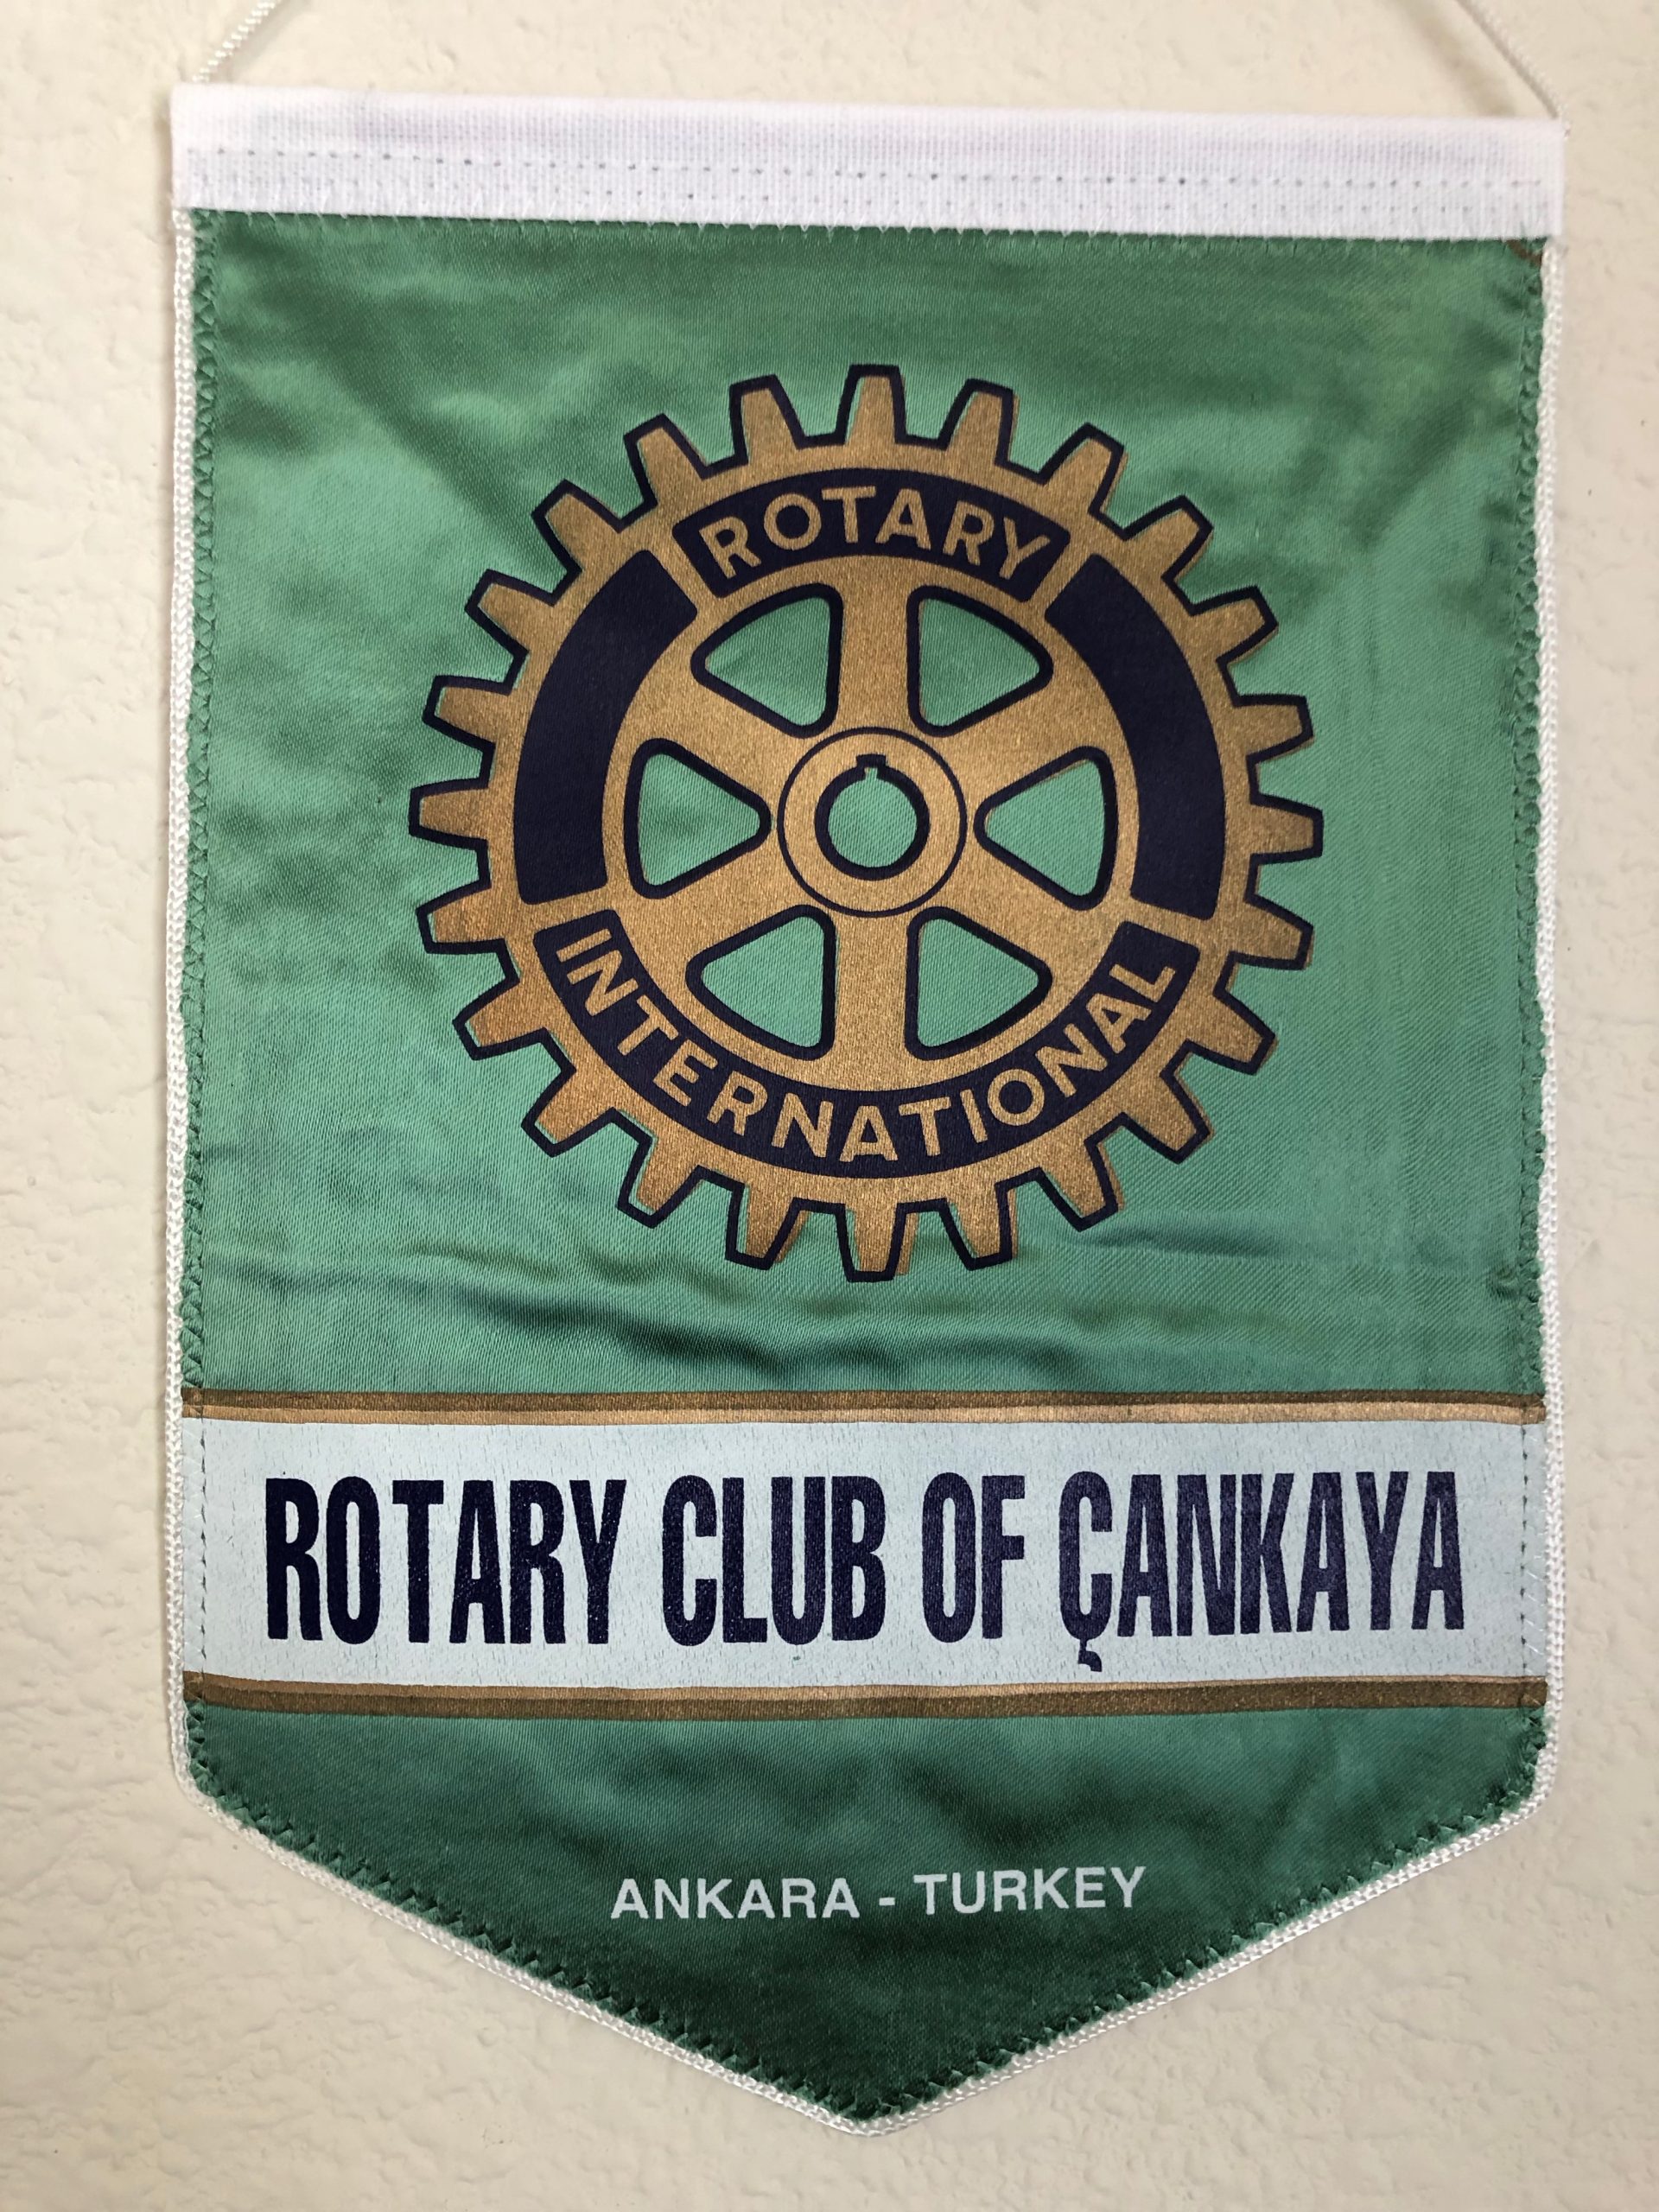 ROTARY
INTERNATIONAL
ROTARY CLUB OF ÇANKAYA
ANKARA - TURKEY